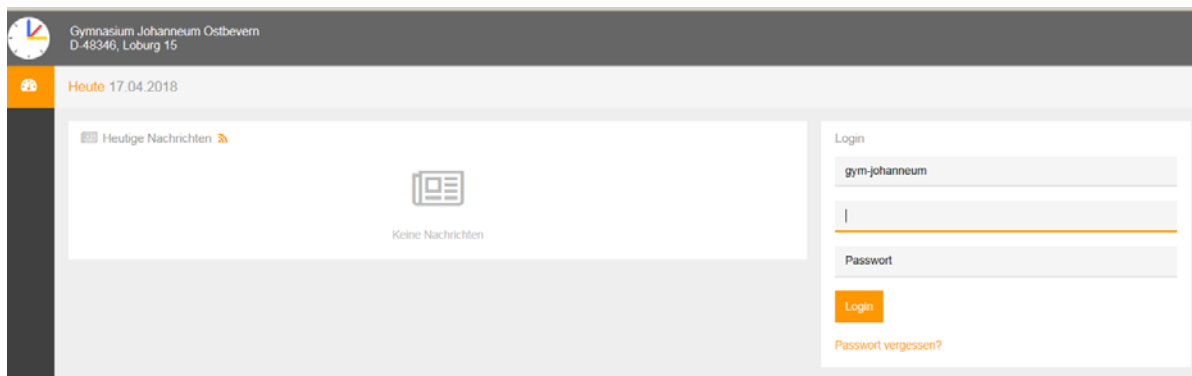 Gymnasium Johanneum Ostbevern
D-48346, Loburg 15
Heute 17.04.2018
Heutige Nachrichten
Keine Nachrichten
Login
gym-johanneum
Passwort
Login
Passwort vergessen?